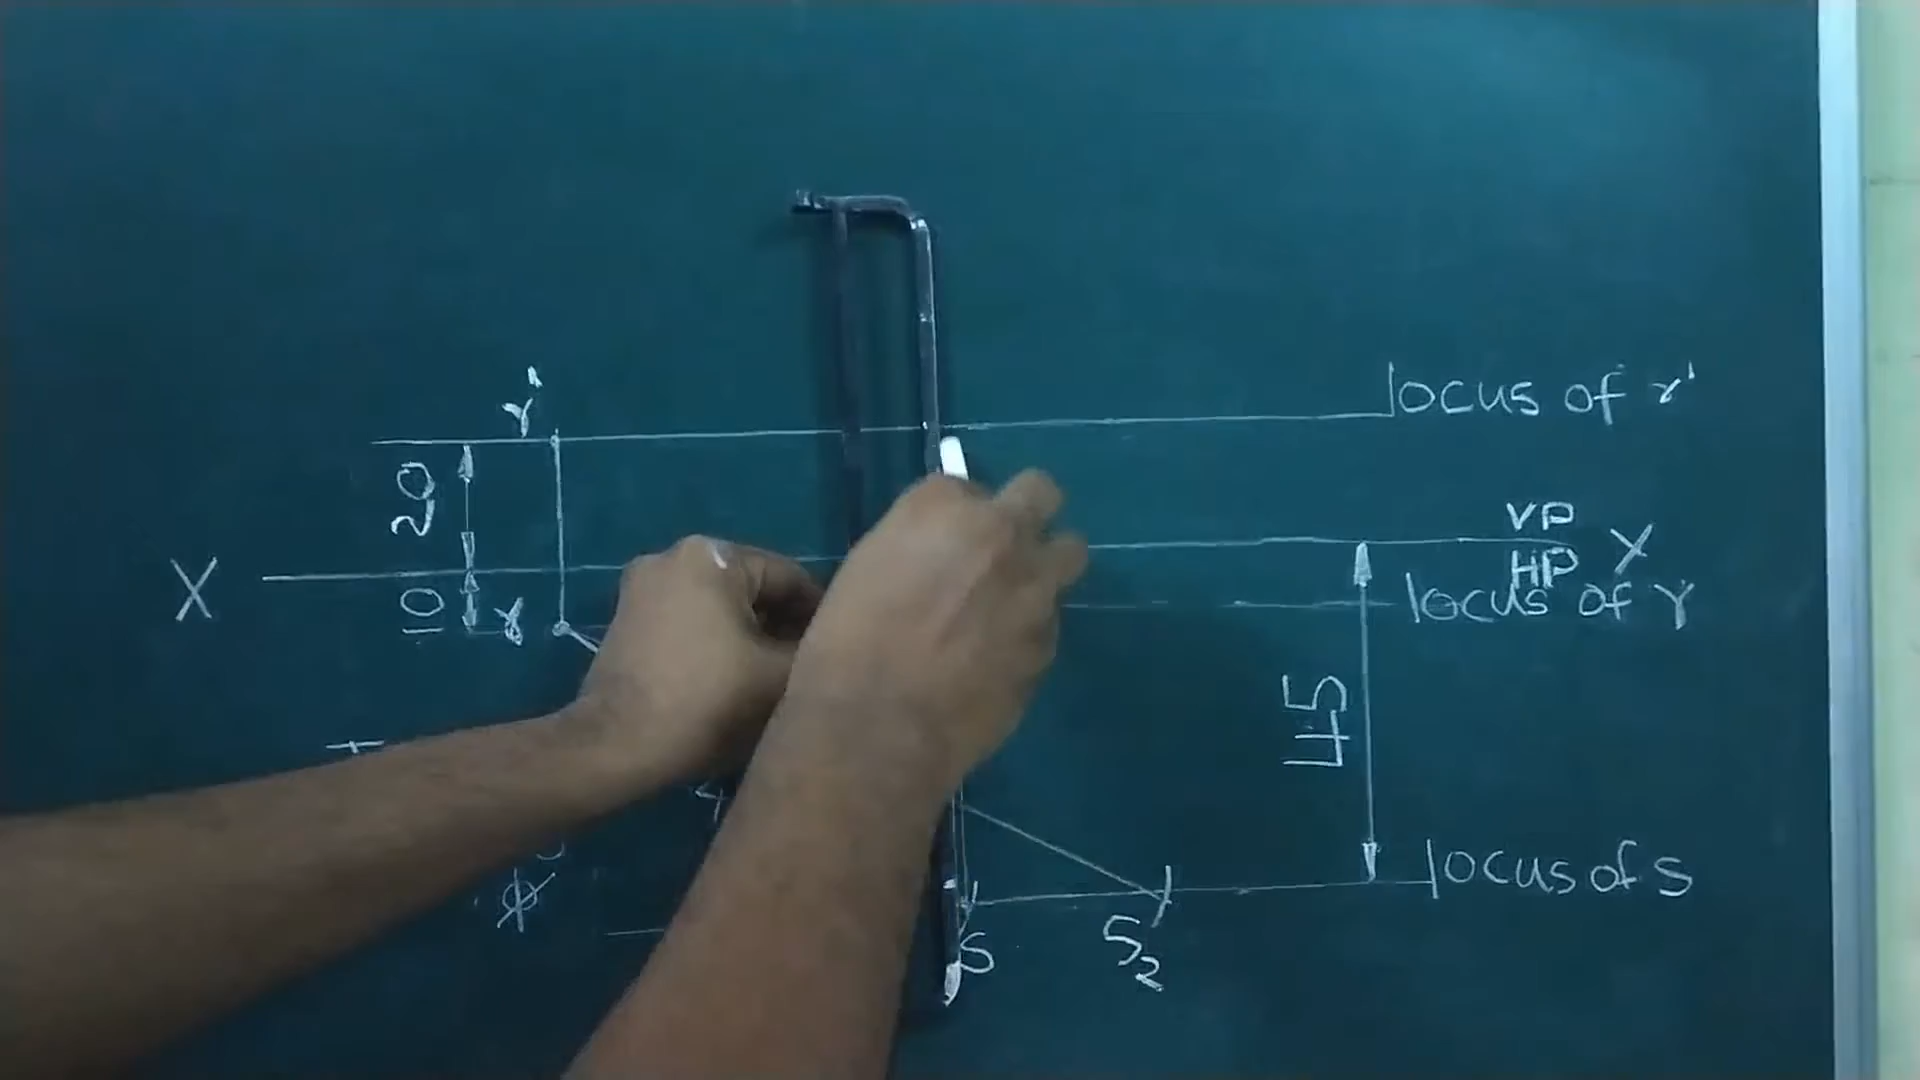 r'
locus of r'
20
VP
X
X Y
HP
10
r
locus of r
45
locus of s
φ
s
S2